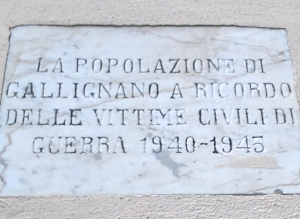 LA POPOLAZIONE DI
GALLIGNANO A RICORDO
DELLE VITTIME CIVILI DI
GUERRA 1940-1945